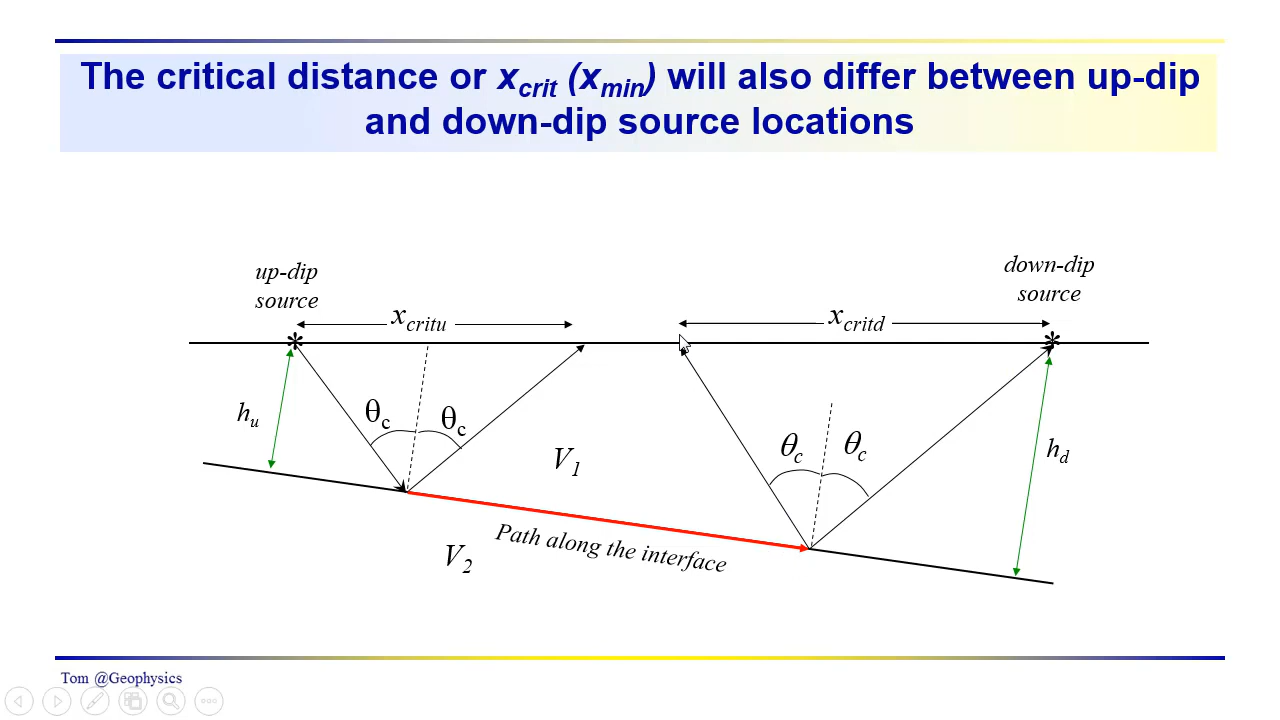 The critical distance or xcrit (xmin) will also differ between up-dip
and down-dip source locations
up-dip
source
down-dip
source
xcritu
xcritd
*
*
hu
θc
θc
V1
θc
θc
hd
Path along the interface
V2
Tom @Geophysics